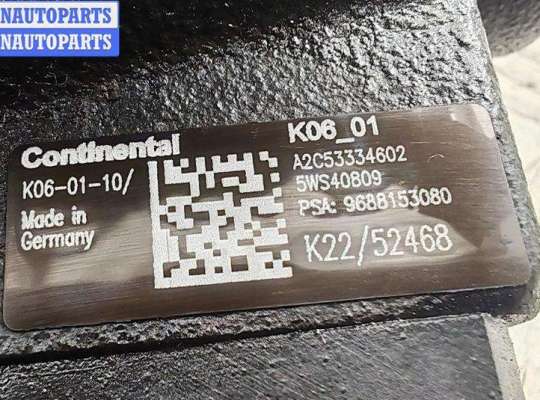 NAUTOPARTS
NAUTOPARTS
Continental
K06-01-10/
Made in
Germany
K06_01
A2C53334602
5WS40809
PSA: 9688153080
K22/52468